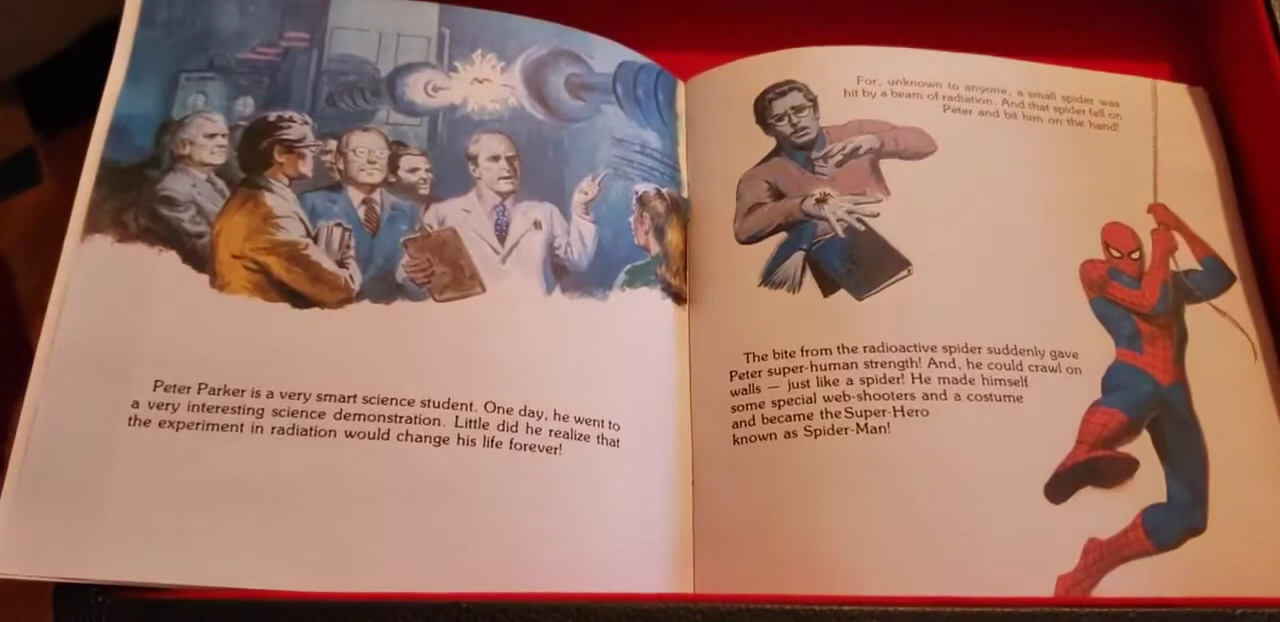 Peter Parker is a very smart science student. One day, he went to
a very interesting science demonstration. Little did he realize that
the experiment in radiation would change his life forever!
For, unknown to anyone, a small spider was
hit by a beam of radiation. And that spider fell on
Peter and bit him on the hand!
The bite from the radioactive spider suddenly gave
Peter super-human strength! And, he could crawl on
walls — just like a spider! He made himself
some special web-shooters and a costume
and became the Super-Hero
known as Spider-Man!